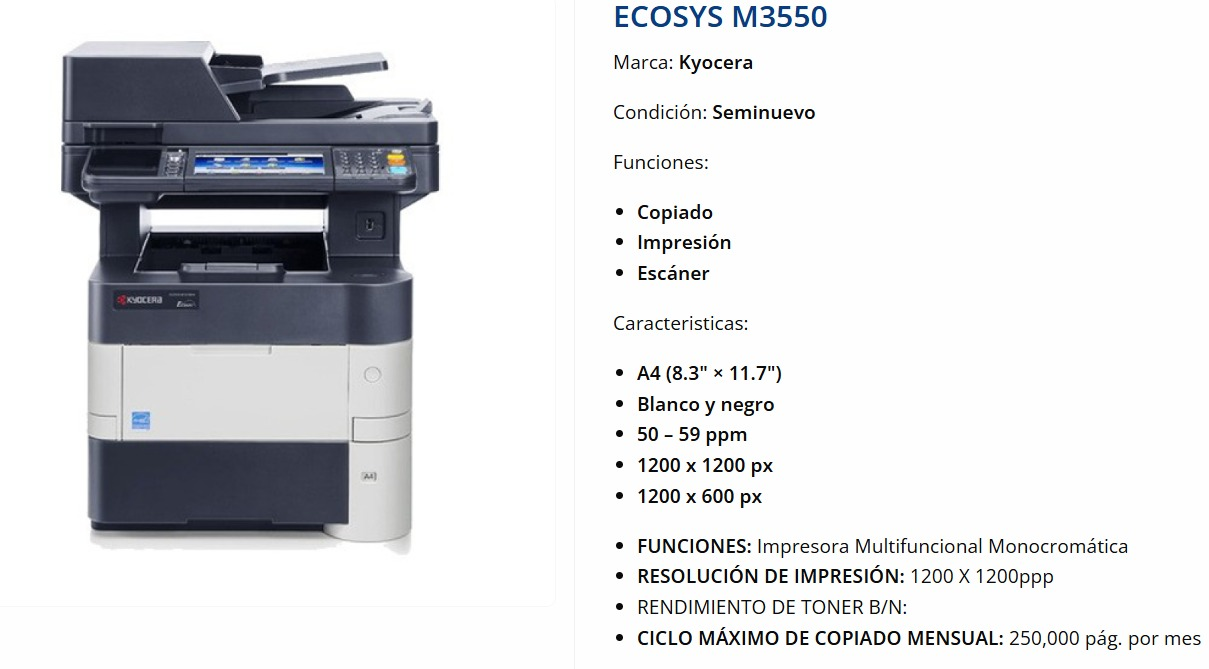 ECOSYS M3550
Marca: Kyocera
Condición: Seminuevo
Funciones:
Copiado
Impresión
Escáner
Caracteristicas:
A4 (8.3" × 11.7")
Blanco y negro
50 – 59 ppm
1200 x 1200 px
1200 x 600 px
FUNCIONES: Impresora Multifuncional Monocromática
RESOLUCIÓN DE IMPRESIÓN: 1200 X 1200ppp
RENDIMIENTO DE TONER B/N:
CICLO MÁXIMO DE COPIADO MENSUAL: 250,000 pág. por mes
KYOCERA
A4